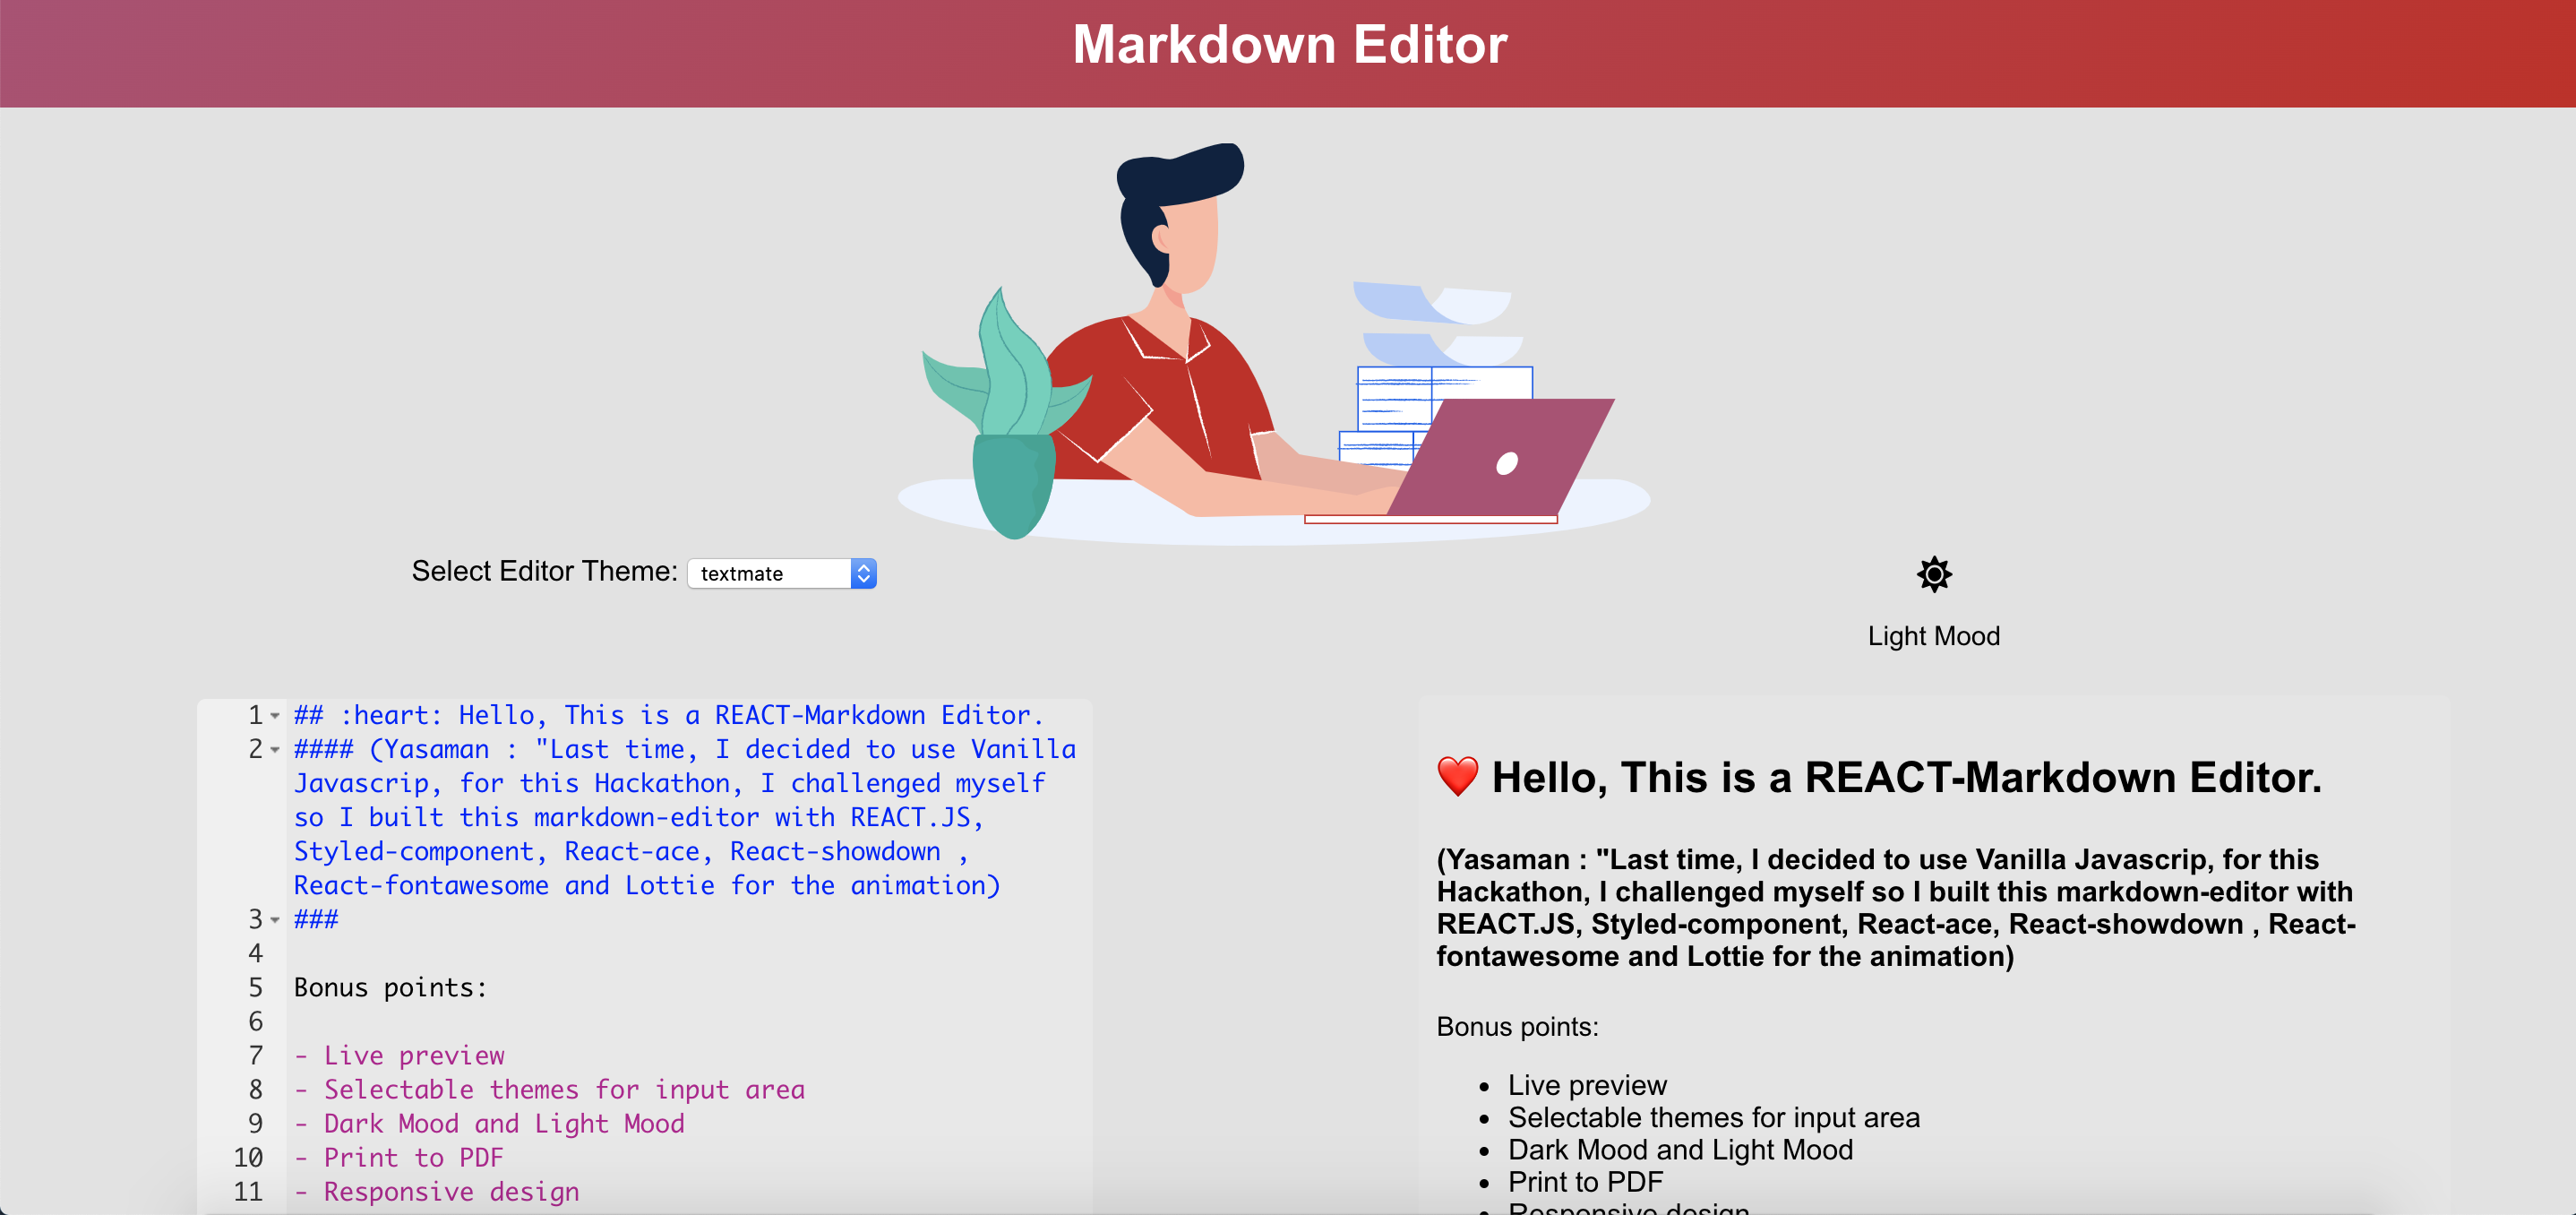 Markdown Editor
Select Editor Theme: textmate
Light Mood
1 ## :heart: Hello, This is a REACT-Markdown Editor.
2 #### (Yasaman : "Last time, I decided to use Vanilla
Javascrip, for this Hackathon, I challenged myself
so I built this markdown-editor with REACT.JS,
Styled-component, React-ace, React-showdown ,
React-fontawesome and Lottie for the animation)
3 ###
4
5 Bonus points:
6
7 - Live preview
8 - Selectable themes for input area
9 - Dark Mood and Light Mood
10 - Print to PDF
11 - Responsive design
❤️ Hello, This is a REACT-Markdown Editor.
(Yasaman : "Last time, I decided to use Vanilla Javascrip, for this
Hackathon, I challenged myself so I built this markdown-editor with
REACT.JS, Styled-component, React-ace, React-showdown , React-
fontawesome and Lottie for the animation)
Bonus points:
• Live preview
• Selectable themes for input area
• Dark Mood and Light Mood
• Print to PDF
• Responsive design